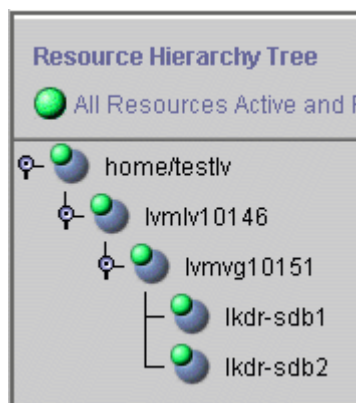 Resource Hierarchy Tree
All Resources Active and
home/testlv
lvmlv10146
lvmvg10151
lkdr-sdb1
lkdr-sdb2